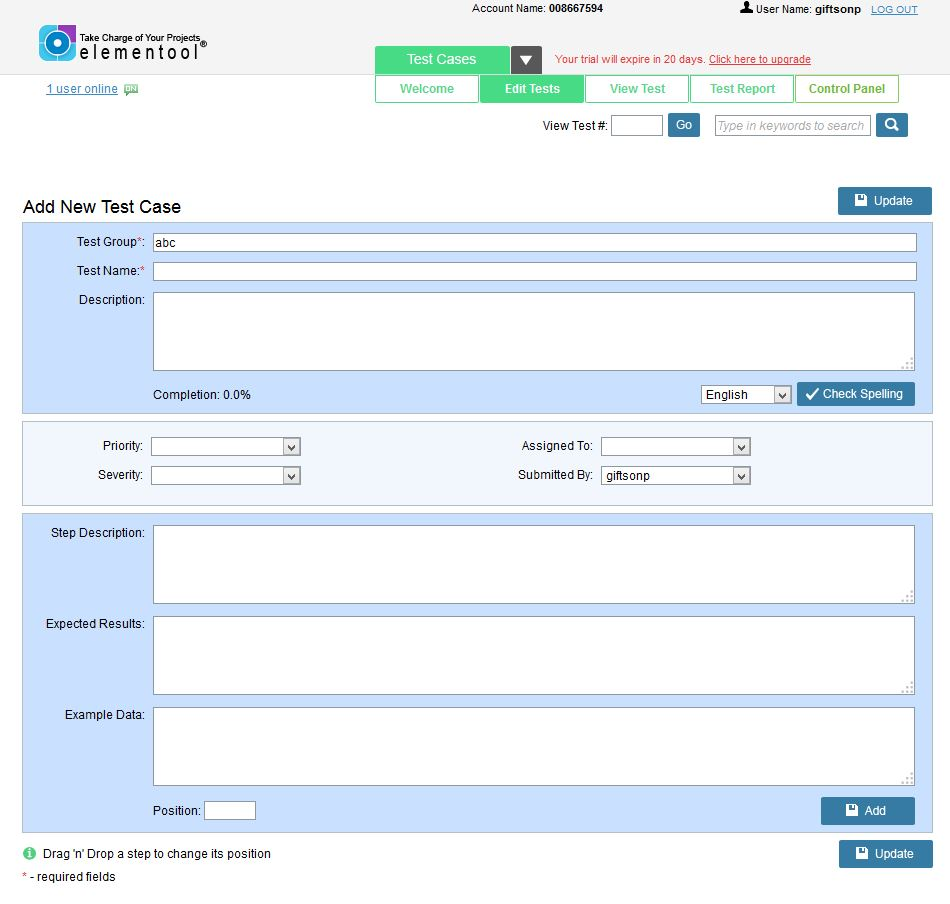 Account Name: 008667594
User Name: giftsonp LOG OUT
Take Charge of Your Projects
elementool®
Test Cases
Your trial will expire in 20 days. Click here to upgrade
1 user online ON
Welcome Edit Tests View Test Test Report Control Panel
View Test #: Go Type in keywords to search
Add New Test Case Update
Test Group*: abc
Test Name:*
Description:
Completion: 0.0% English Check Spelling
Priority: Assigned To:
Severity: Submitted By: giftsonp
Step Description:
Expected Results:
Example Data:
Position: Add
Drag 'n' Drop a step to change its position Update
* - required fields